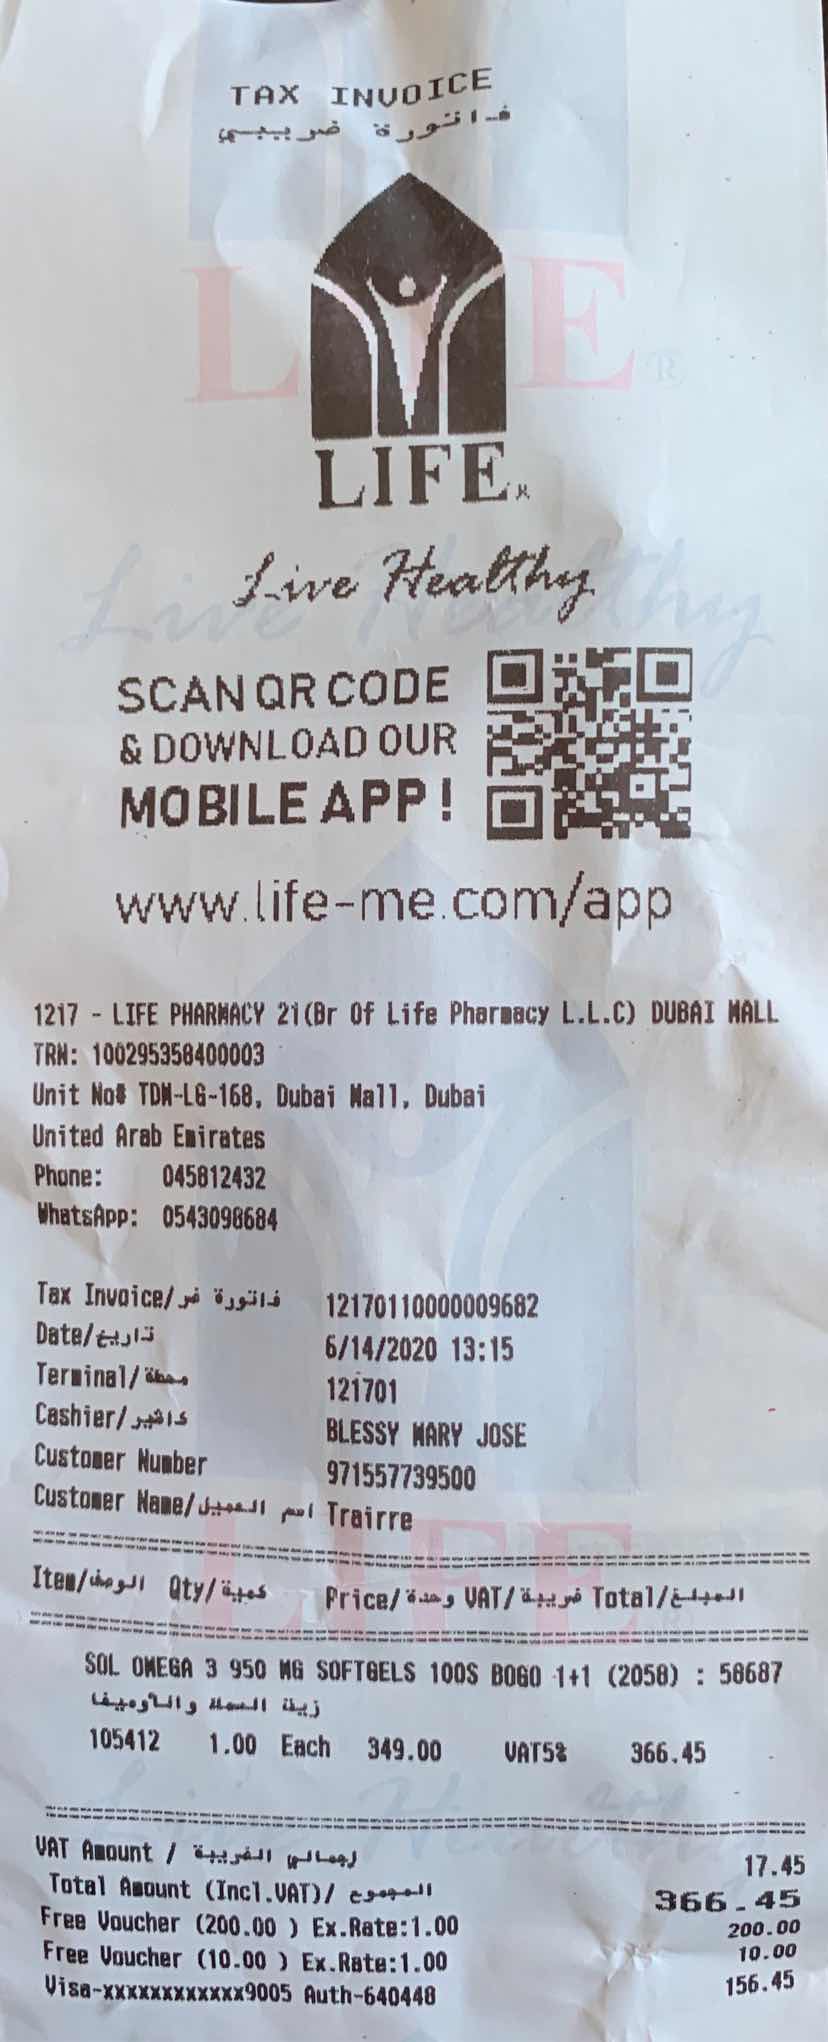 TAX INVOICE
فاتورة ضريبي
LIFE
Live Healthy
SCAN QR CODE
& DOWNLOAD OUR
MOBILE APP!
www.life-me.com/app
1217 - LIFE PHARMACY 21(Br Of Life Pharmacy L.L.C) DUBAI MALL
TRN: 100295358400003
Unit No# TDM-LG-168, Dubai Mall, Dubai
United Arab Emirates
Phone: 045812432
WhatsApp: 0543098684
Tax Invoice/فاتورة ضر 12170110000009682
Date/تاريخ 6/14/2020 13:15
Terminal/محطة 121701
Cashier/كاشير BLESSY MARY JOSE
Customer Number 971557739500
Customer Name/اسم العميل Trairre
Item/الوصف Qty/كمية Price/وحدة VAT/ضريبة Total/المبلغ
SOL OMEGA 3 950 MG SOFTGELS 100S BOGO 1+1 (2058) : 58687
زيت السمك والأوميغا
105412 1.00 Each 349.00 VAT5% 366.45
VAT Amount / إجمالي الضريبة 17.45
Total Amount (Incl.VAT)/ المجموع 366.45
Free Voucher (200.00 ) Ex.Rate:1.00 200.00
Free Voucher (10.00 ) Ex.Rate:1.00 10.00
Visa-xxxxxxxxxxxx9005 Auth-640448 156.45